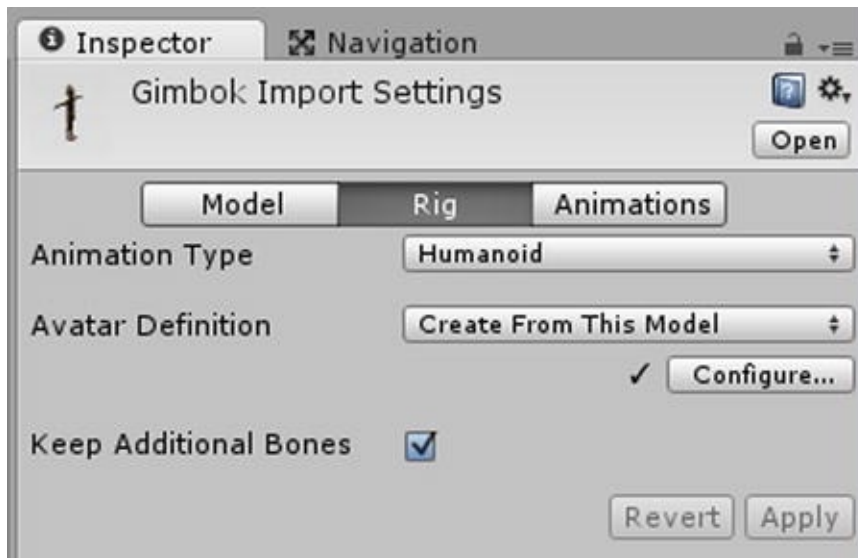 Inspector Navigation
Gimbok Import Settings
Open
Model Rig Animations
Animation Type Humanoid
Avatar Definition Create From This Model
✓ Configure...
Keep Additional Bones
Revert Apply